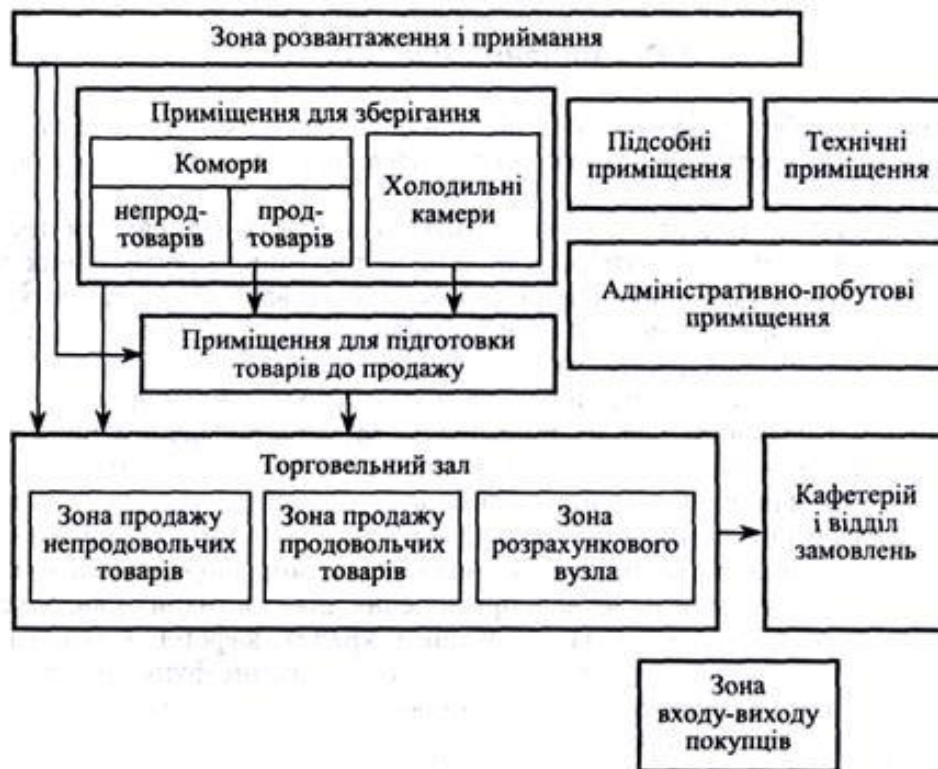 Зона розвантаження і приймання
Приміщення для зберігання
Комори
непрод-
товарів
прод-
товарів
Холодильні
камери
Підсобні
приміщення
Технічні
приміщення
Адміністративно-побутові
приміщення
Приміщення для підготовки
товарів до продажу
Торговельний зал
Зона продажу
непродовольчих
товарів
Зона продажу
продовольчих
товарів
Зона
розрахункового
вузла
Кафетерій
і відділ
замовлень
Зона
входу-виходу
покупців